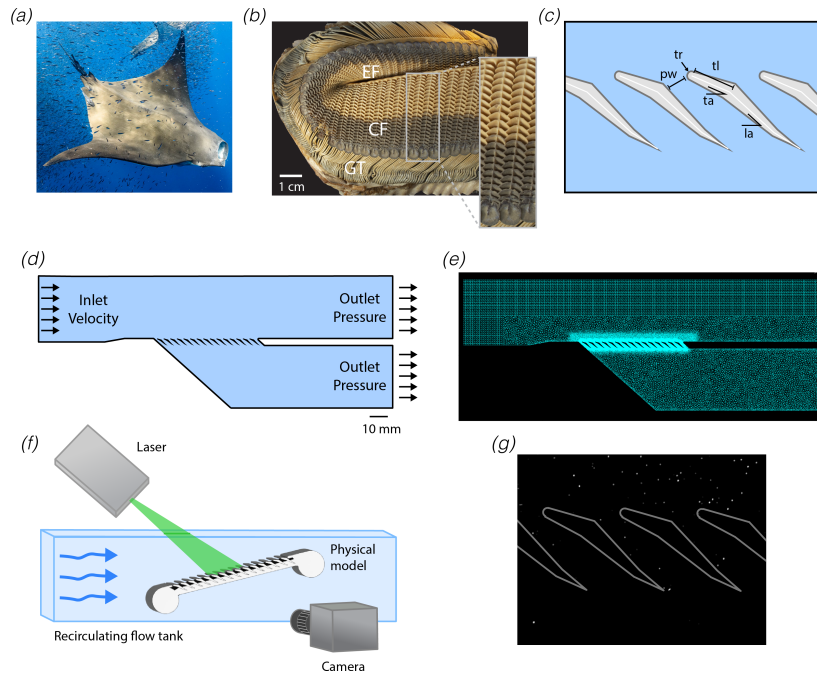 (a)
(b)
EF
CF
GT
1 cm
(c)
tr
tl
pw
ta
la
(d)
Inlet
Velocity
Outlet
Pressure
Outlet
Pressure
10 mm
(e)
(f)
Laser
Physical
model
Recirculating flow tank
Camera
(g)